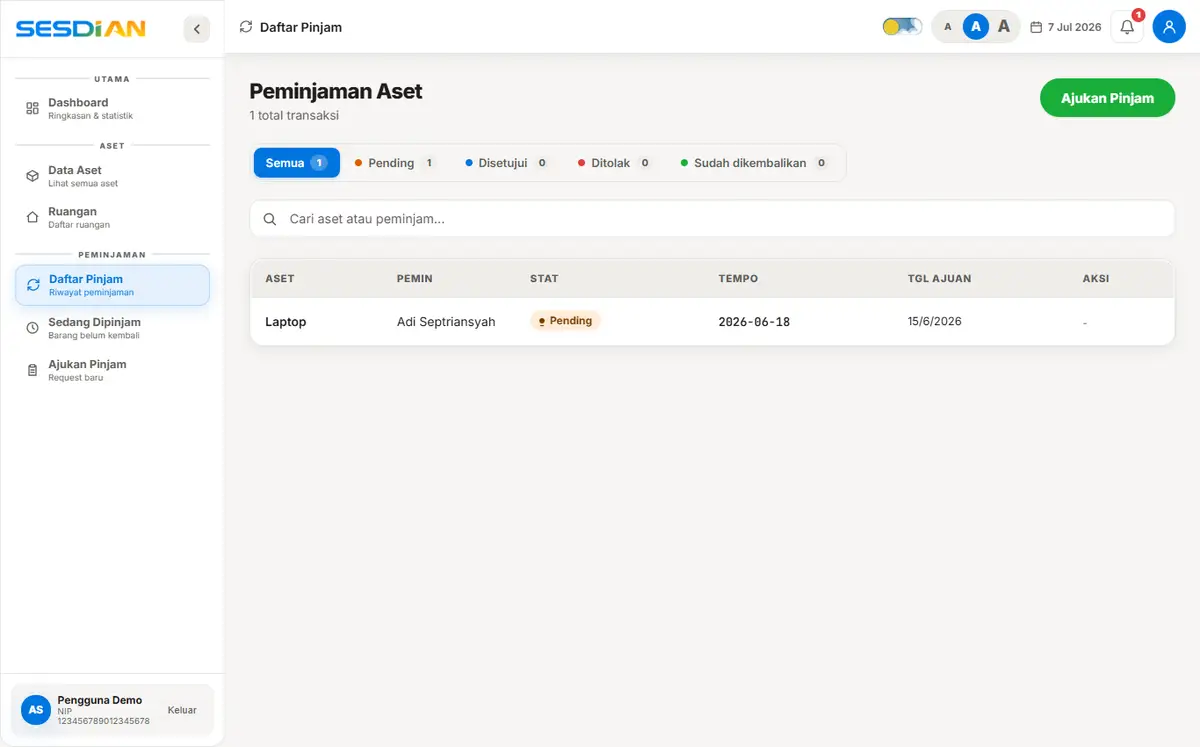 SESDiAN
Daftar Pinjam
A A A
7 Jul 2026
1
UTAMA
Dashboard
Ringkasan & statistik
ASET
Data Aset
Lihat semua aset
Ruangan
Daftar ruangan
PEMINJAMAN
Daftar Pinjam
Riwayat peminjaman
Sedang Dipinjam
Barang belum kembali
Ajukan Pinjam
Request baru
AS
Pengguna Demo
NIP
123456789012345678
Keluar
Peminjaman Aset
1 total transaksi
Ajukan Pinjam
Semua 1 Pending 1 Disetujui 0 Ditolak 0 Sudah dikembalikan 0
Cari aset atau peminjam...
ASET PEMIN STAT TEMPO TGL AJUAN AKSI
Laptop Adi Septriansyah Pending 2026-06-18 15/6/2026 -